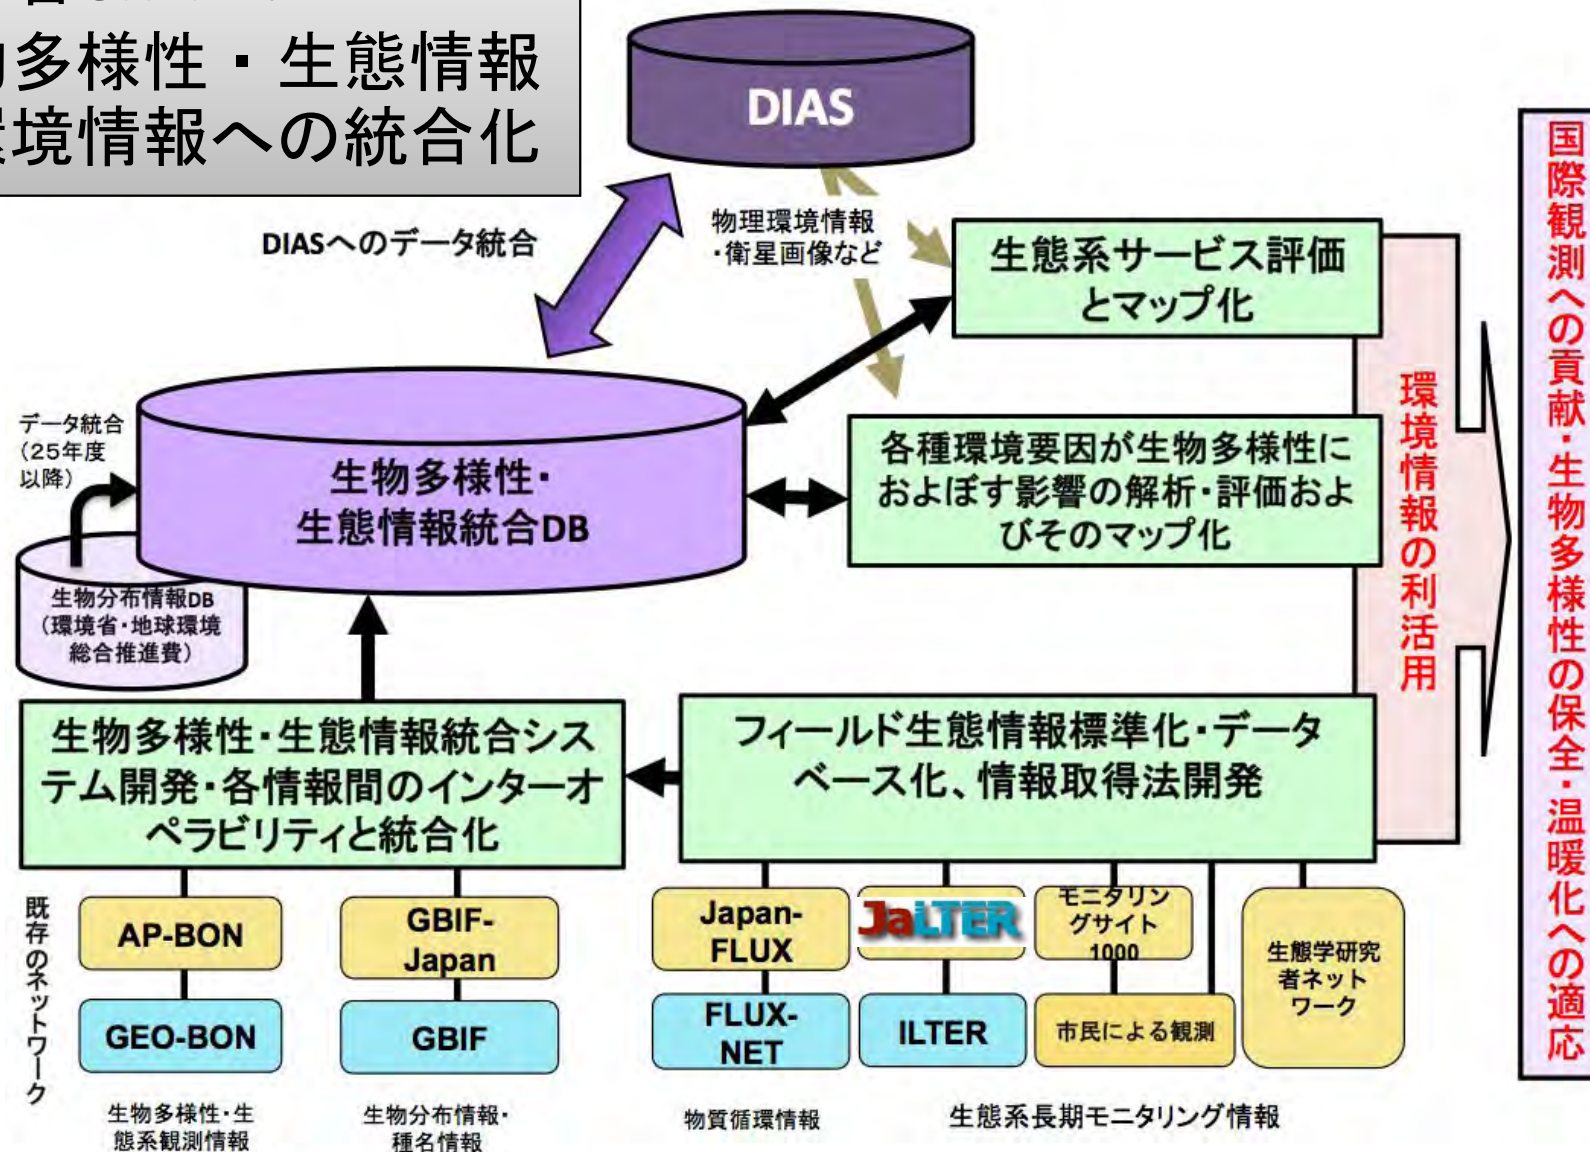 多様性・生態情報
境情報への統合化
DIAS
DIASへのデータ統合
物理環境情報
・衛星画像など
生態系サービス評価
とマップ化
データ統合
（25年度
以降）
生物多様性・
生態情報統合DB
各種環境要因が生物多様性に
およぼす影響の解析・評価およ
びそのマップ化
生物分布情報DB
（環境省・地球環境
総合推進費）
環境情報の利活用
国際観測への貢献・生物多様性の保全・温暖化への適応
生物多様性・生態情報統合シス
テム開発・各情報間のインターオ
ペラビリティと統合化
フィールド生態情報標準化・データ
ベース化、情報取得法開発
既存のネットワーク
AP-BON
GBIF-
Japan
Japan-
FLUX
JaLTER
モニタリン
グサイト
1000
生態学研究
者ネット
ワーク
GEO-BON
GBIF
FLUX-
NET
ILTER
市民による観測
生物多様性・生
態系観測情報
生物分布情報・
種名情報
物質循環情報
生態系長期モニタリング情報